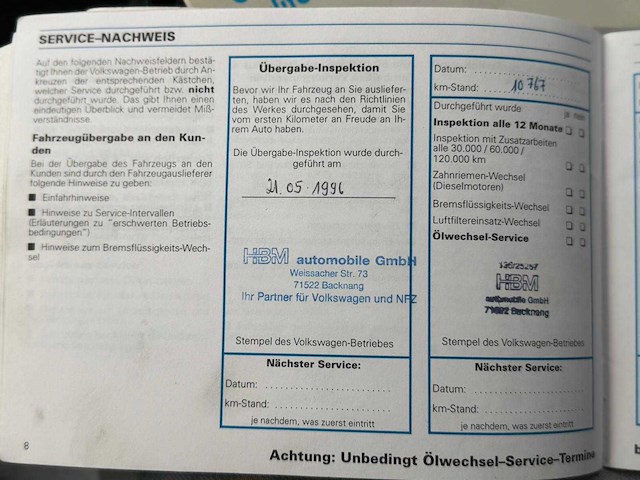 SERVICE–NACHWEIS
Auf den folgenden Nachweisfeldern bestä-
tigt Ihnen der Volkswagen-Betrieb durch An-
kreuzen der entsprechenden Kästchen,
welcher Service durchgeführt bzw. nicht
durchgeführt wurde. Das gibt Ihnen einen
eindeutigen Überblick und vermeidet Miß-
verständnisse.
Fahrzeugübergabe an den Kun-
den
Bei der Übergabe des Fahrzeugs an den
Kunden sind durch den Fahrzeugauslieferer
folgende Hinweise zu geben:
■ Einfahrhinweise
■ Hinweise zu Service-Intervallen
(Erläuterungen zu "erschwerten Betriebs-
bedingungen")
■ Hinweise zum Bremsflüssigkeits-Wech-
sel
Übergabe-Inspektion
Bevor wir Ihr Fahrzeug an Sie ausliefer-
ten, haben wir es nach den Richtlinien
des Werkes durchgesehen, damit Sie
vom ersten Kilometer an Freude an Ih-
rem Auto haben.
Die Übergabe-Inspektion wurde durch-
geführt am
21.05.1996
HBM automobile GmbH
Weissacher Str. 73
71522 Backnang
Ihr Partner für Volkswagen und NFZ
Stempel des Volkswagen-Betriebes
Nächster Service:
Datum:
km-Stand:
je nachdem, was zuerst eintritt
Datum:
km-Stand: 10 767
Durchgeführt wurde
ja nein
Inspektion alle 12 Monate
Inspektion mit Zusatzarbeiten
alle 30.000 / 60.000 /
120.000 km
Zahnriemen-Wechsel
(Dieselmotoren)
Bremsflüssigkeits-Wechsel
Luftfiltereinsatz-Wechsel
Ölwechsel-Service
HBM
automobile GmbH
71522 Backnang
Stempel des Volkswagen-Betriebes
Nächster Service:
Datum:
km-Stand:
je nachdem, was zuerst eintritt
8
Achtung: Unbedingt Ölwechsel–Service–Termine